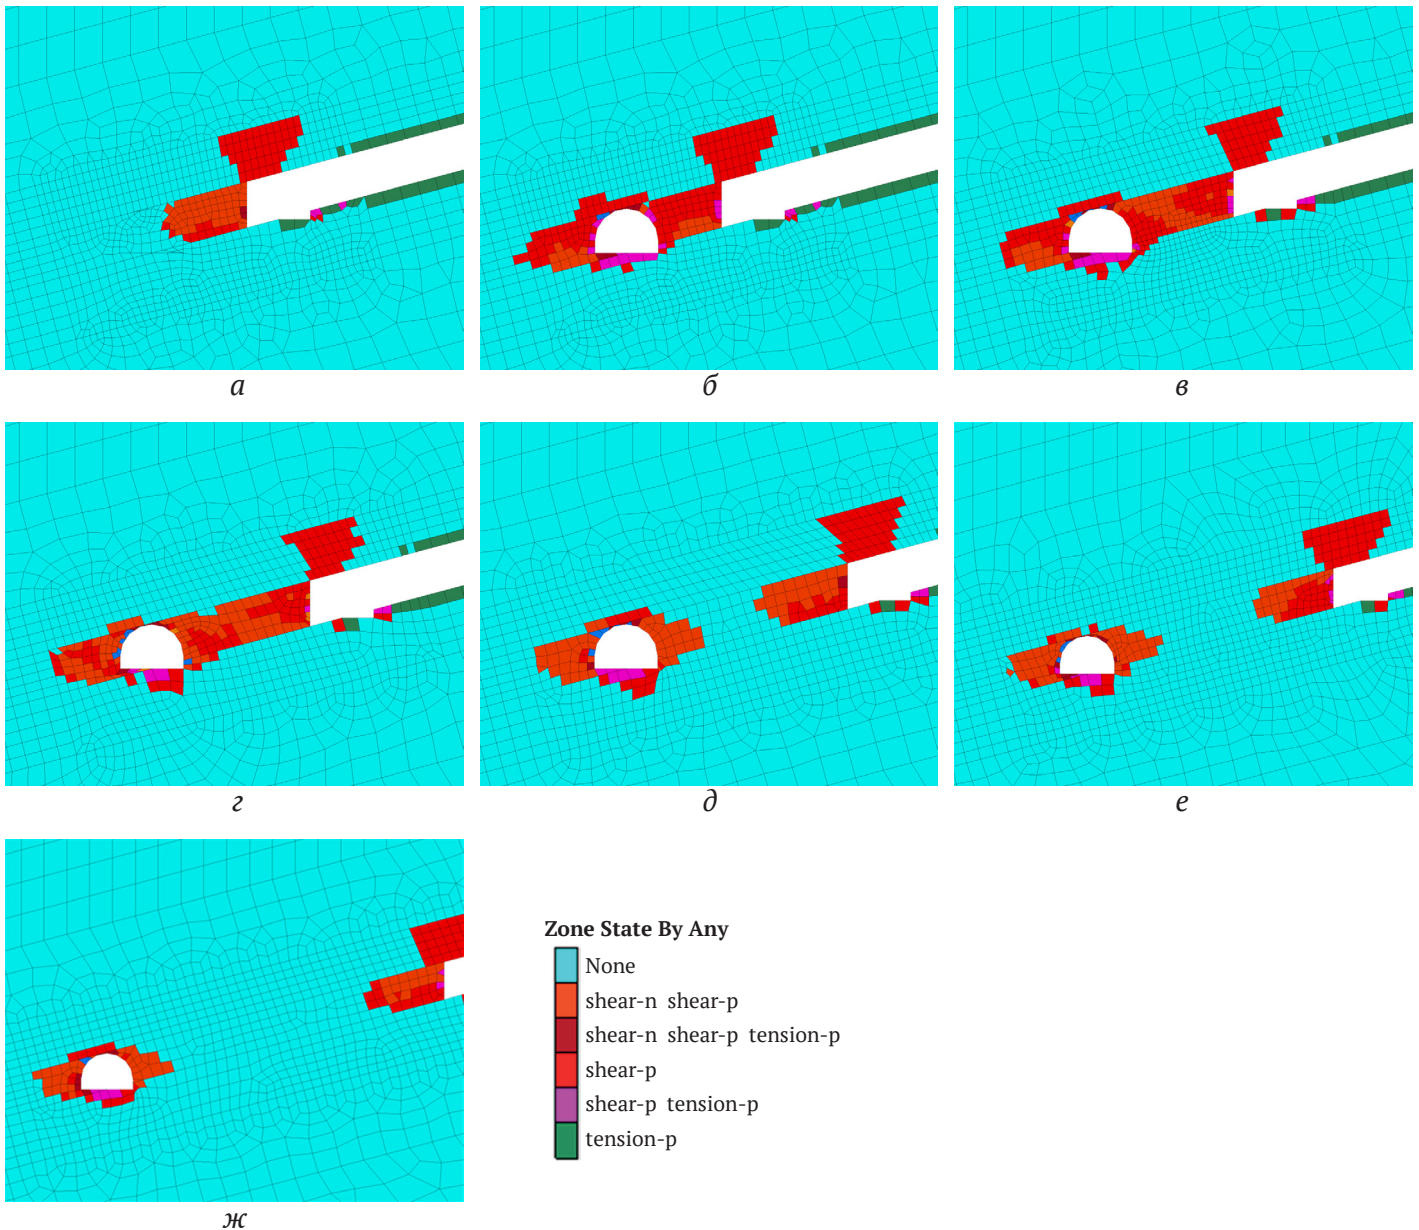 а
б
в
г
д
е
Zone State By Any
None
shear-n shear-p
shear-n shear-p tension-p
shear-p
shear-p tension-p
tension-p
ж